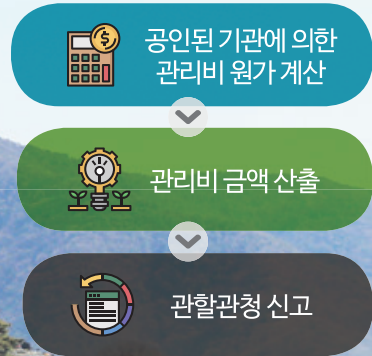 공인된 기관에 의한
관리비 원가 계산
관리비 금액 산출
관할관청 신고